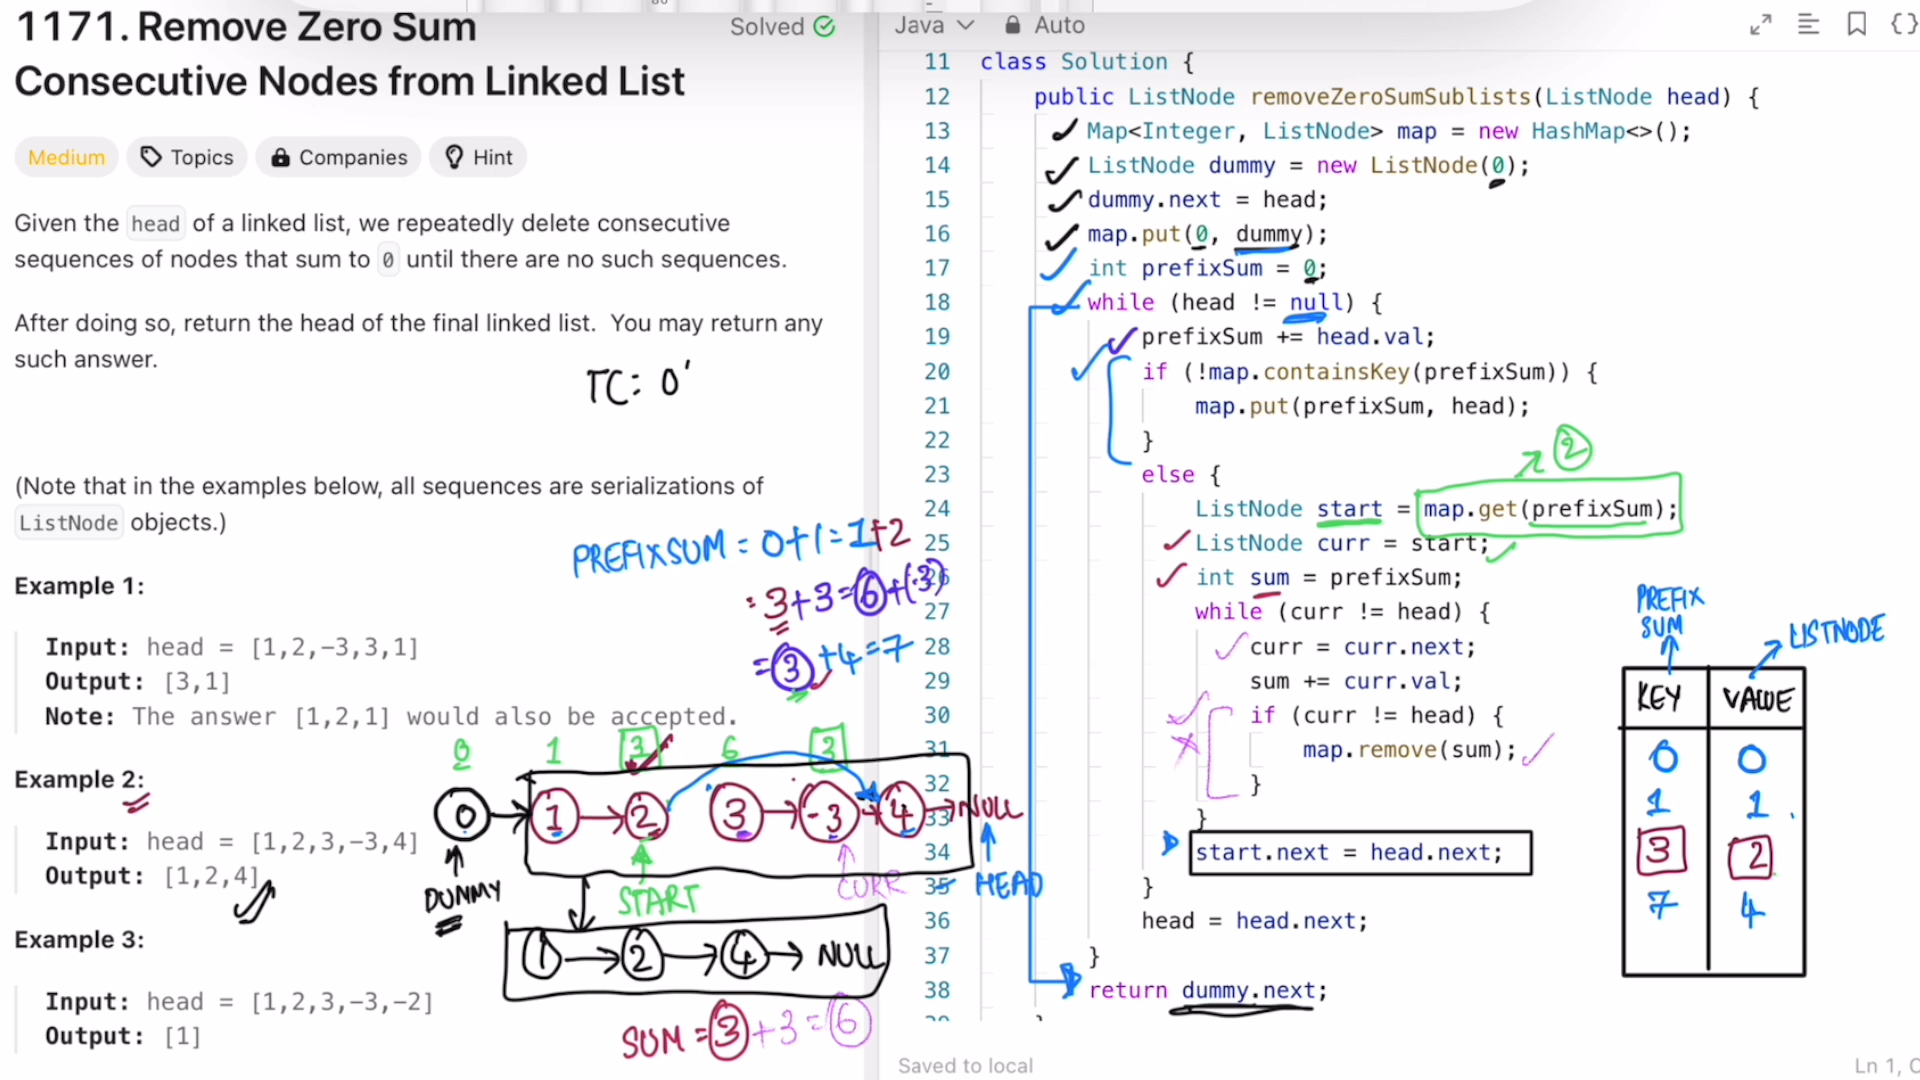 1171. Remove Zero Sum
Consecutive Nodes from Linked List
Solved
Medium
Topics
Companies
Hint
Given the head of a linked list, we repeatedly delete consecutive
sequences of nodes that sum to 0 until there are no such sequences.
After doing so, return the head of the final linked list. You may return any
such answer.
TC: O'
(Note that in the examples below, all sequences are serializations of
ListNode objects.)
PREFIXSUM = 0+1=1+2
= 3+3=6+(-3)
= 3+4=7
Example 1:
Input: head = [1,2,-3,3,1]
Output: [3,1]
Note: The answer [1,2,1] would also be accepted.
0 1 3 6 3
Example 2:
0 1 2 3 -3 4 NULL
Input: head = [1,2,3,-3,4]
Output: [1,2,4]
DUMMY START CURR HEAD
Example 3:
1 2 4 NULL
Input: head = [1,2,3,-3,-2]
Output: [1]
SUM = 3+3=6
Java
Auto
11 class Solution {
12 public ListNode removeZeroSumSublists(ListNode head) {
13 Map<Integer, ListNode> map = new HashMap<>();
14 ListNode dummy = new ListNode(0);
15 dummy.next = head;
16 map.put(0, dummy);
17 int prefixSum = 0;
18 while (head != null) {
19 prefixSum += head.val;
20 if (!map.containsKey(prefixSum)) {
21 map.put(prefixSum, head);
22 }
23 else {
2
24 ListNode start = map.get(prefixSum);
25 ListNode curr = start;
26 int sum = prefixSum;
27 while (curr != head) {
28 curr = curr.next;
29 sum += curr.val;
30 if (curr != head) {
31 map.remove(sum);
32 }
33 }
34 start.next = head.next;
35 }
36 head = head.next;
37 }
38 return dummy.next;
PREFIX
SUM
LISTNODE
KEY VALUE
0 0
1 1
3 2
7 4
Saved to local
Ln 1, C